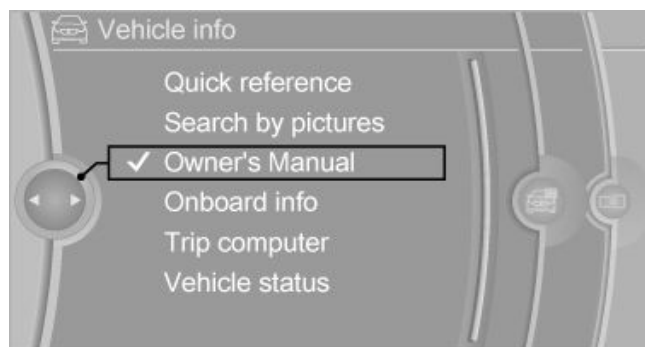 Vehicle info
Quick reference
Search by pictures
Owner's Manual
Onboard info
Trip computer
Vehicle status